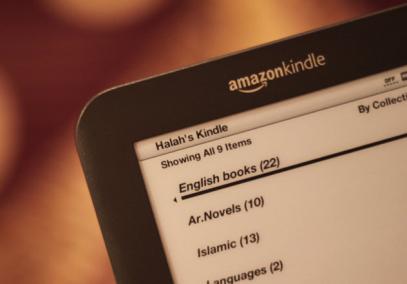 amazonkindle
Halah's Kindle
Showing All 9 Items
By Collecti
English books (22)
Ar.Novels (10)
Islamic (13)
Languages (2)